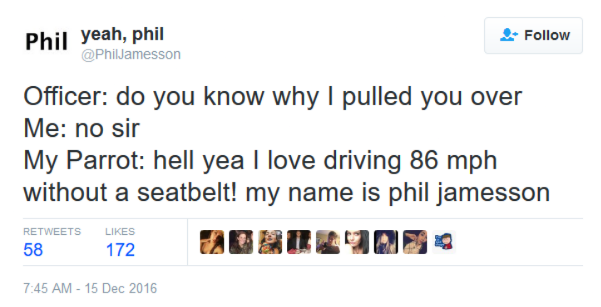 Phil yeah, phil
@PhilJamesson
Follow
Officer: do you know why I pulled you over
Me: no sir
My Parrot: hell yea I love driving 86 mph
without a seatbelt! my name is phil jamesson
RETWEETS LIKES
58 172
7:45 AM - 15 Dec 2016